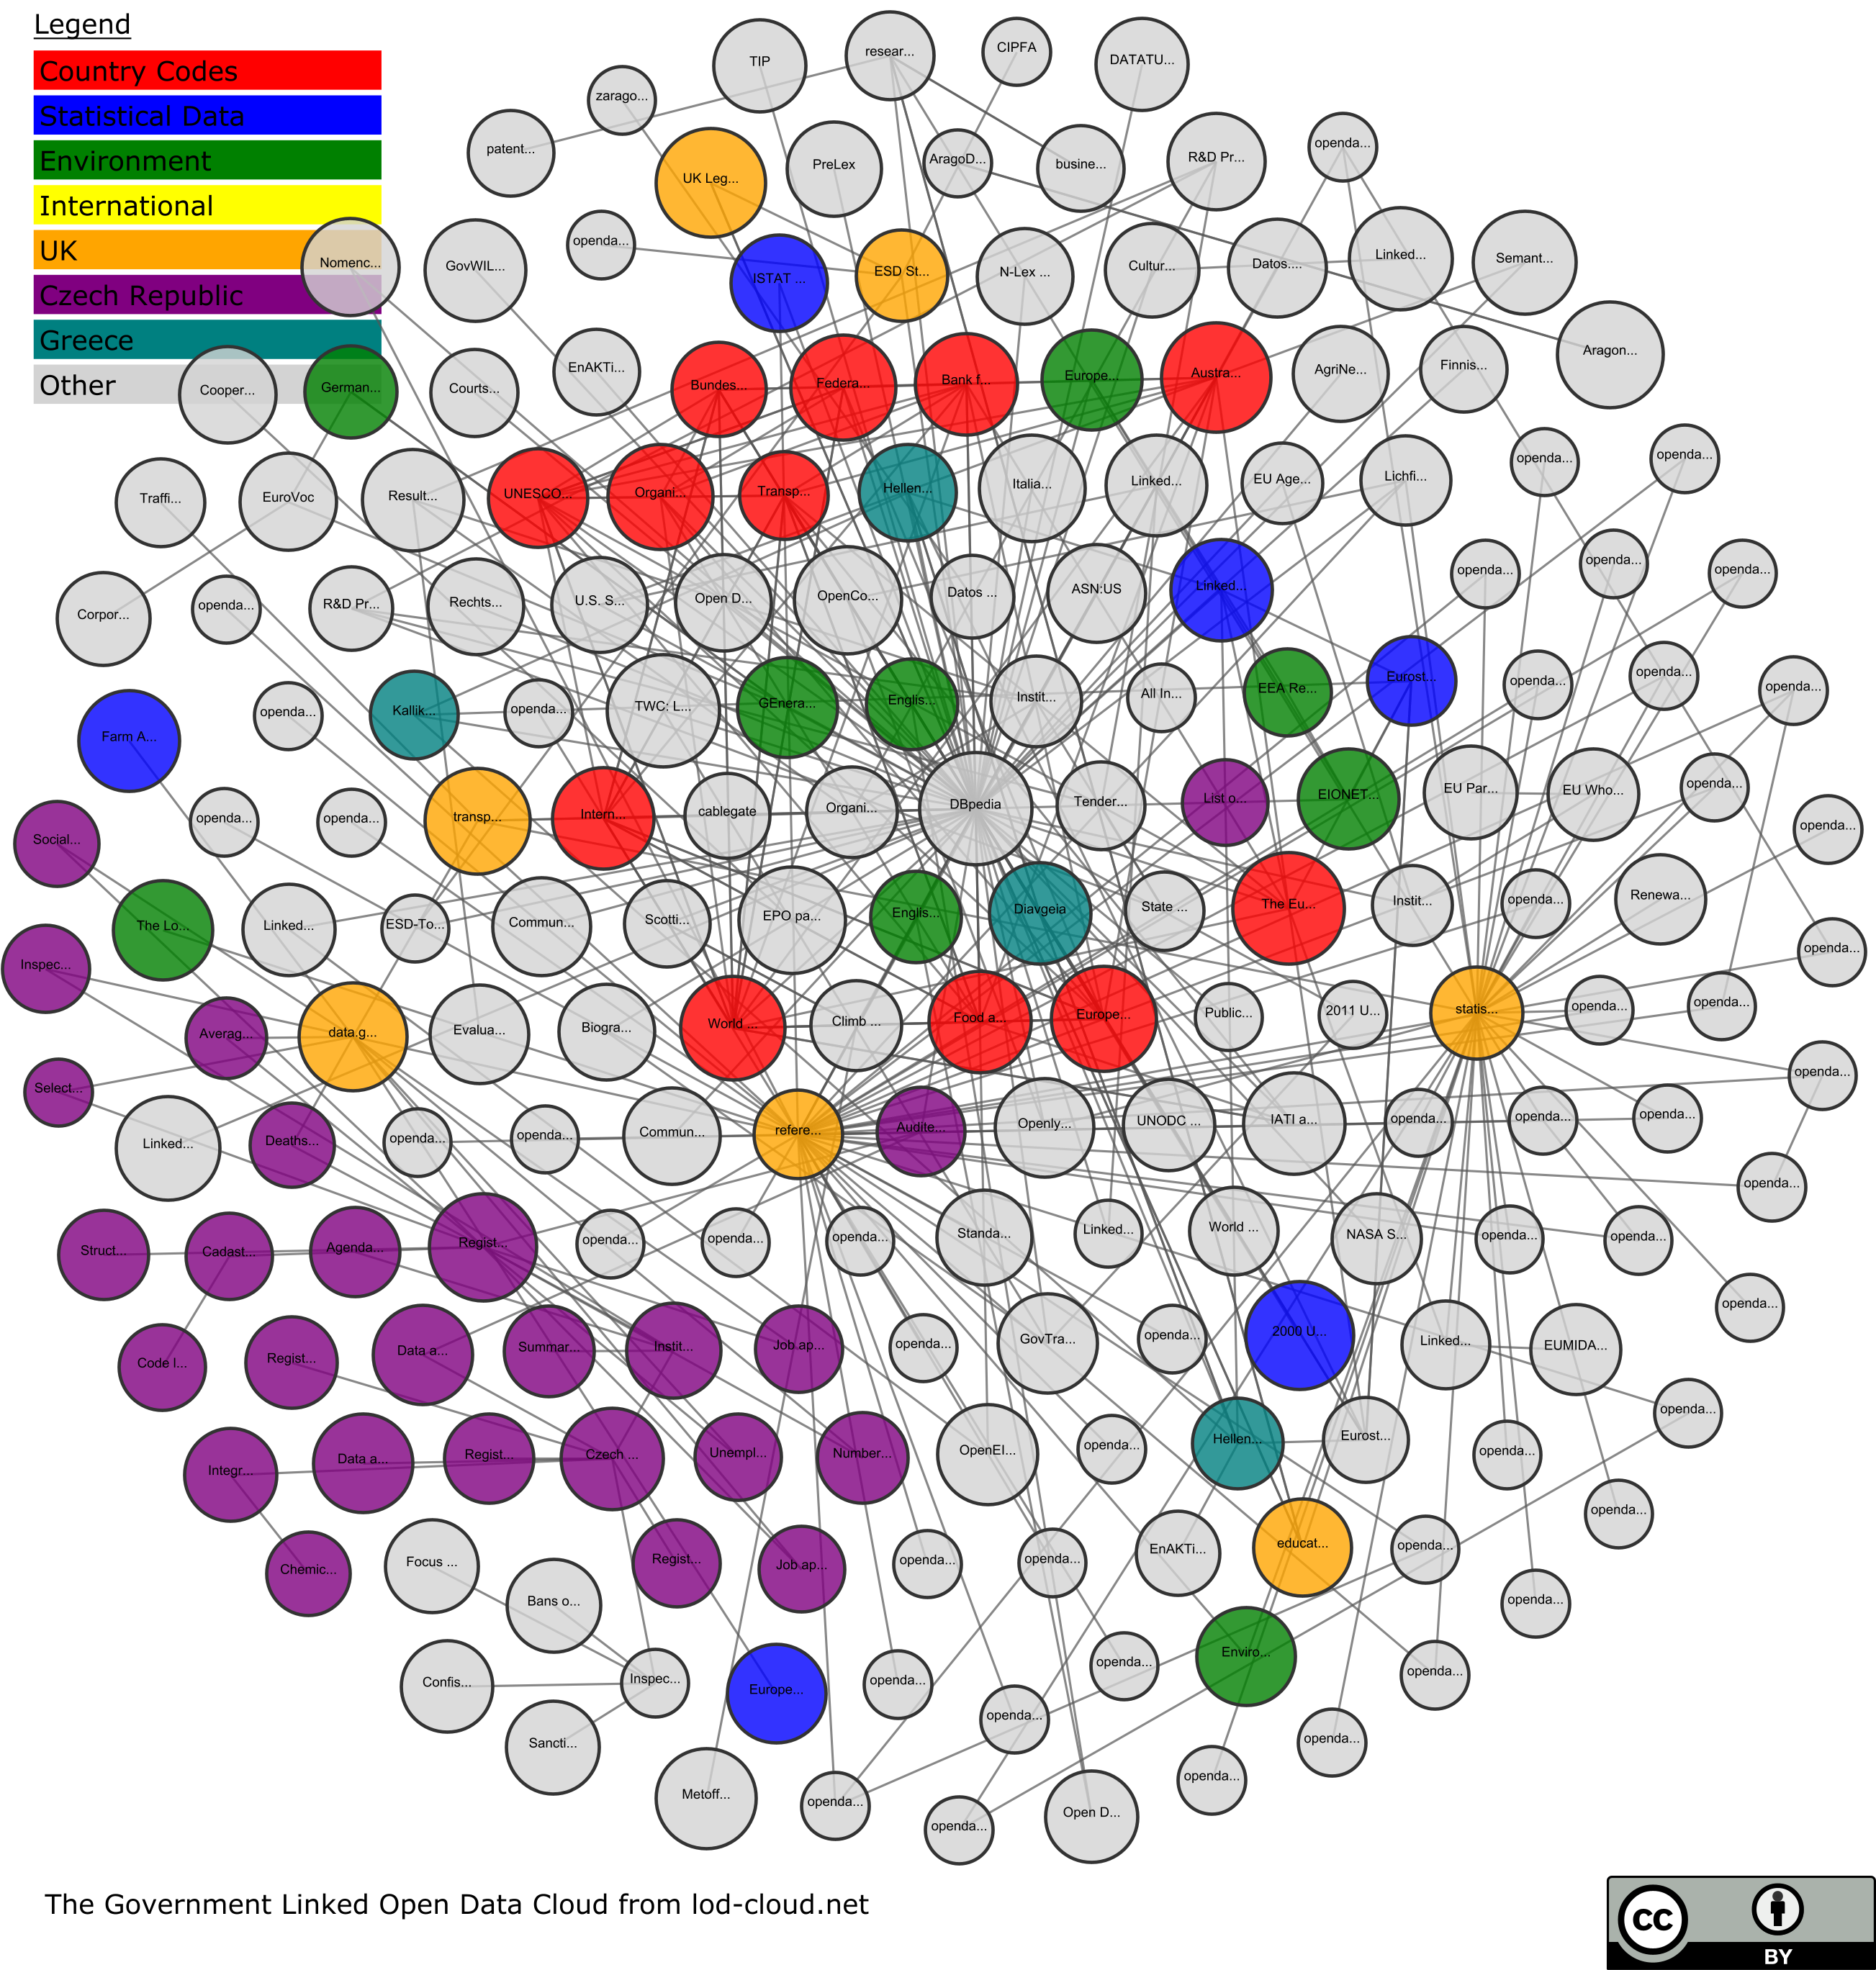 Legend
Country Codes
Statistical Data
Environment
International
UK
Czech Republic
Greece
Other
TIP
resear...
CIPFA
DATATU...
zarago...
patent...
UK Leg...
PreLex
AragoD...
busine...
R&D Pr...
openda...
openda...
Nomenc...
GovWIL...
ISTAT ...
ESD St...
N-Lex ...
Cultur...
Datos....
Linked...
Semant...
Cooper...
German...
Courts...
EnAKTi...
Bundes...
Federa...
Bank f...
Europe...
Austra...
AgriNe...
Finnis...
Aragon...
Traffi...
EuroVoc
Result...
UNESCO...
Organi...
Transp...
Hellen...
Italia...
Linked...
EU Age...
Lichfi...
openda...
openda...
Corpor...
openda...
R&D Pr...
Rechts...
U.S. S...
Open D...
OpenCo...
Datos ...
ASN:US
Linked...
openda...
openda...
openda...
Farm A...
openda...
Kallik...
openda...
TWC: L...
GEnera...
Englis...
Instit...
All In...
EEA Re...
Eurost...
openda...
openda...
openda...
Social...
openda...
openda...
transp...
Intern...
cablegate
Organi...
DBpedia
Tender...
List o...
EIONET...
EU Par...
EU Who...
openda...
openda...
The Lo...
Linked...
ESD-To...
Commun...
Scotti...
EPO pa...
Englis...
Diavgeia
State ...
The Eu...
Instit...
openda...
Renewa...
openda...
Inspec...
Averag...
data.g...
Evalua...
Biogra...
World ...
Climb ...
Food a...
Europe...
Public...
2011 U...
statis...
openda...
openda...
Select...
Linked...
Deaths...
openda...
openda...
Commun...
refere...
Audite...
Openly...
UNODC ...
IATI a...
openda...
openda...
openda...
openda...
openda...
Struct...
Cadast...
Agenda...
Regist...
openda...
openda...
openda...
Standa...
Linked...
World ...
NASA S...
openda...
openda...
openda...
Code l...
Regist...
Data a...
Summar...
Instit...
Job ap...
openda...
GovTra...
openda...
2000 U...
Linked...
EUMIDA...
openda...
Integr...
Data a...
Regist...
Czech ...
Unempl...
Number...
OpenEI...
openda...
Hellen...
Eurost...
openda...
openda...
Chemic...
Focus ...
Bans o...
Regist...
Job ap...
openda...
openda...
EnAKTi...
educat...
openda...
openda...
Confis...
Inspec...
Europe...
openda...
openda...
openda...
Enviro...
openda...
Sancti...
Metoff...
openda...
openda...
Open D...
openda...
openda...
The Government Linked Open Data Cloud from lod-cloud.net
cc
BY